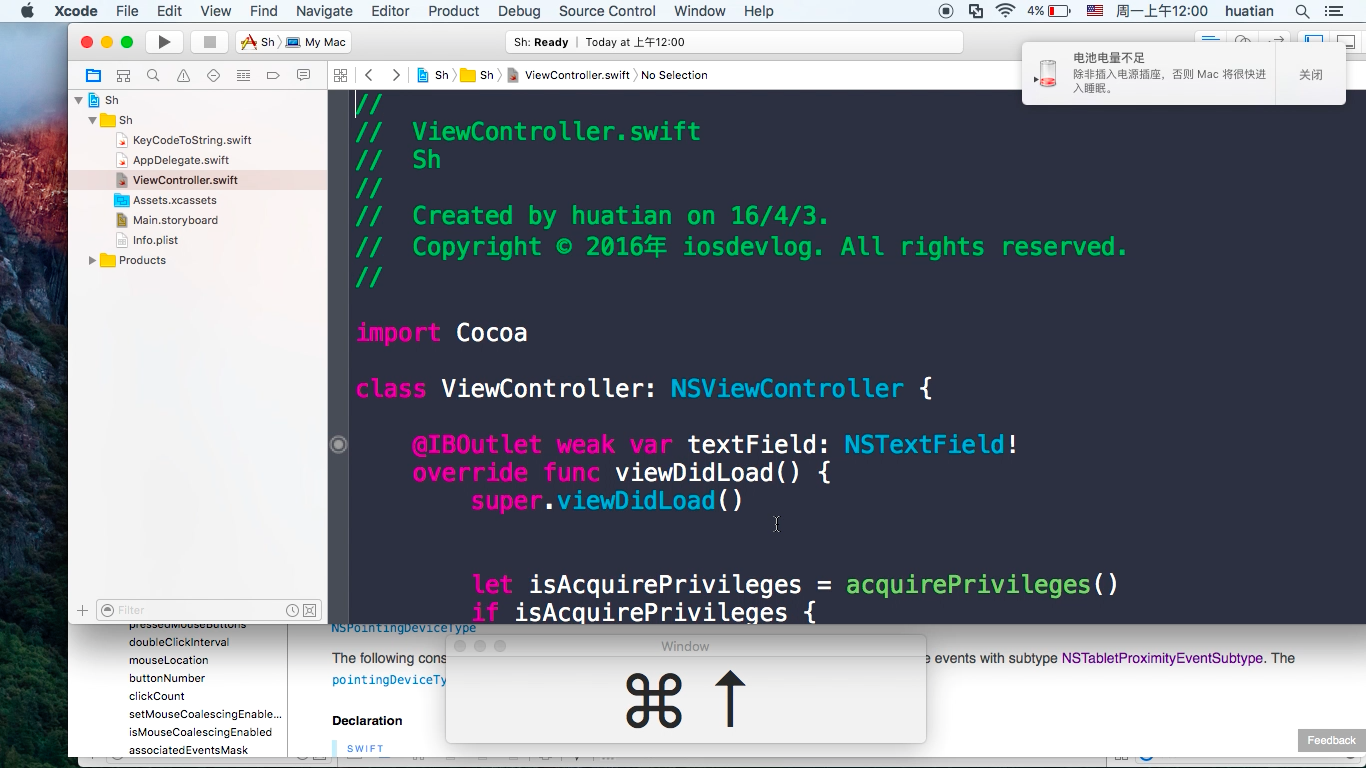 Xcode File Edit View Find Navigate Editor Product Debug Source Control Window Help 4% 周一上午12:00 huatian
Sh My Mac Sh: Ready | Today at 上午12:00
电池电量不足
除非插入电源插座，否则 Mac 将很快进
入睡眠。
关闭
Sh Sh ViewController.swift No Selection
Sh
Sh
KeyCodeToString.swift
AppDelegate.swift
ViewController.swift
Assets.xcassets
Main.storyboard
Info.plist
Products
Filter
//
// ViewController.swift
// Sh
//
// Created by huatian on 16/4/3.
// Copyright © 2016年 iosdevlog. All rights reserved.
//
import Cocoa
class ViewController: NSViewController {
@IBOutlet weak var textField: NSTextField!
override func viewDidLoad() {
super.viewDidLoad()
let isAcquirePrivileges = acquirePrivileges()
if isAcquirePrivileges {
pressedMouseButtons
doubleClickInterval
mouseLocation
buttonNumber
clickCount
setMouseCoalescingEnable...
isMouseCoalescingEnabled
associatedEventsMask
NSPointingDeviceType
The following cons
e events with subtype NSTabletProximityEventSubtype. The
pointingDeviceTy
Declaration
SWIFT
Window
⌘ ↑
Feedback